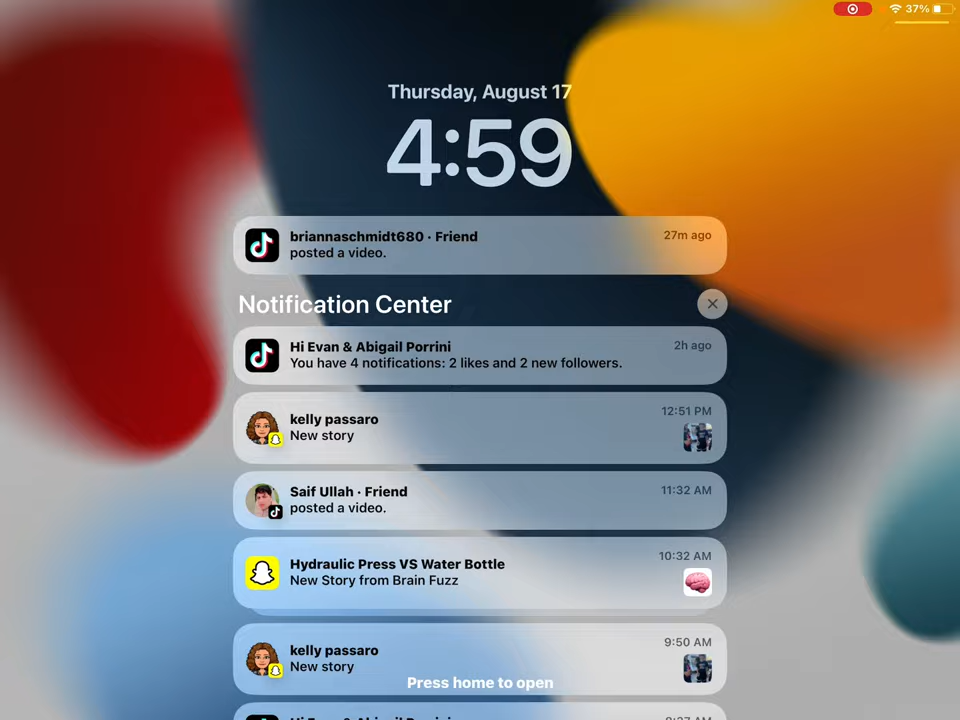 37%
Thursday, August 17
4:59
briannaschmidt680 · Friend
27m ago
posted a video.
Notification Center
Hi Evan & Abigail Porrini
2h ago
You have 4 notifications: 2 likes and 2 new followers.
kelly passaro
12:51 PM
New story
Saif Ullah · Friend
11:32 AM
posted a video.
Hydraulic Press VS Water Bottle
10:32 AM
New Story from Brain Fuzz
kelly passaro
9:50 AM
New story
Press home to open